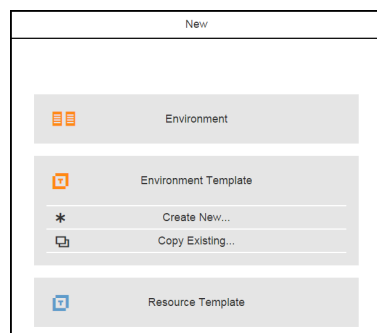 New
Environment
Environment Template
Create New...
Copy Existing...
Resource Template